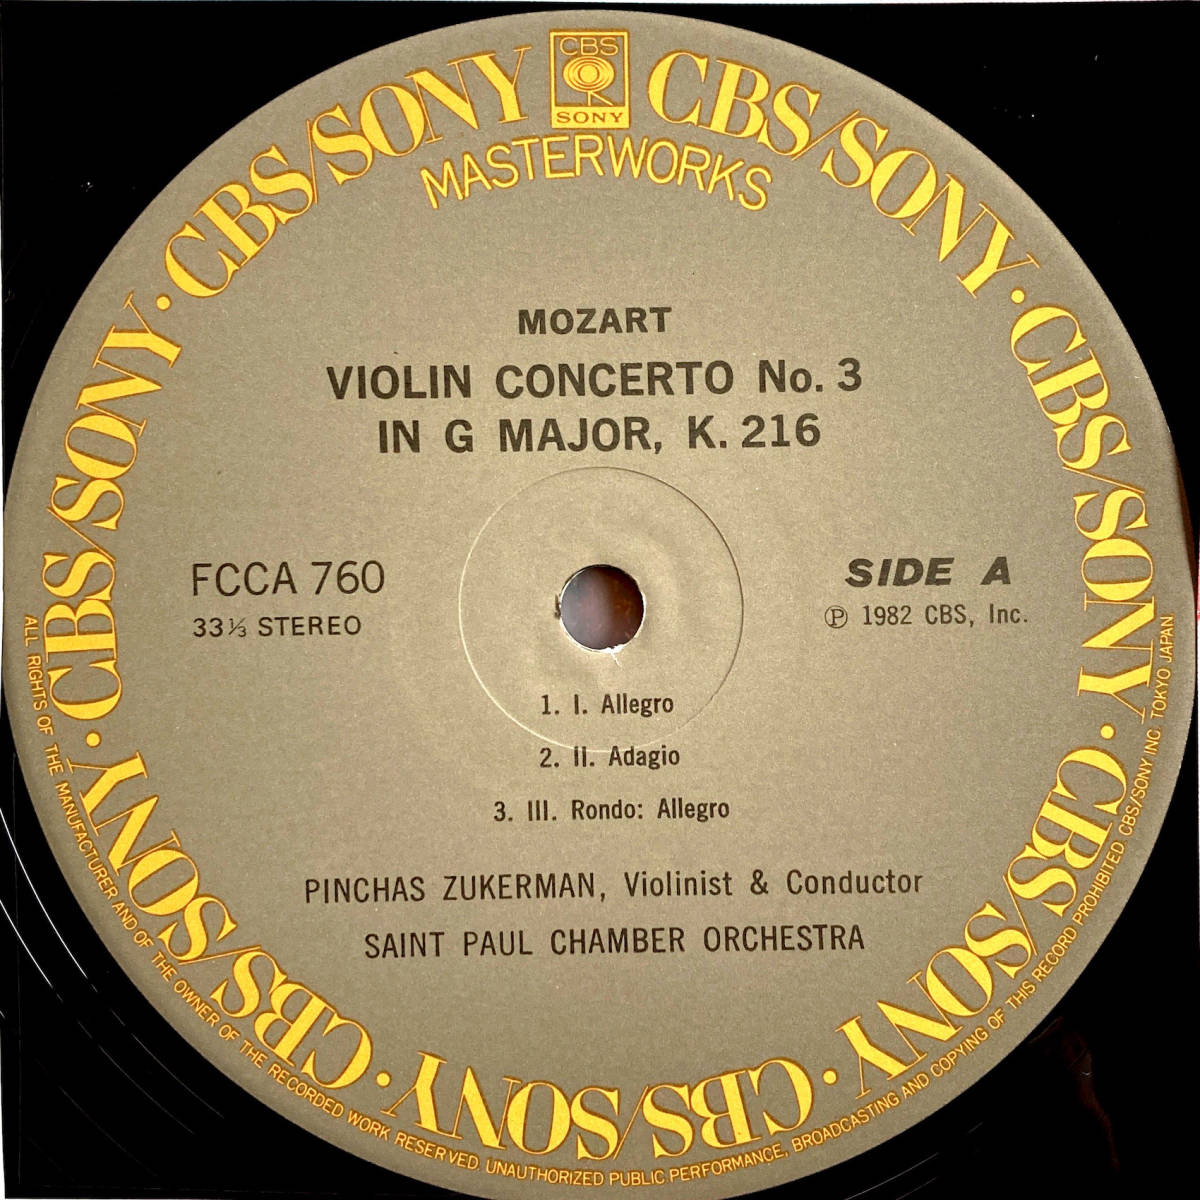 CBS
SONY
CBS/SONY · CBS/SONY · CBS/SONY · CBS/SONY · CBS/SONY · CBS/SONY · CBS/SONY · CBS/SONY
MASTERWORKS
MOZART
VIOLIN CONCERTO No. 3
IN G MAJOR, K. 216
FCCA 760
33⅓ STEREO
SIDE A
℗ 1982 CBS, Inc.
1. I. Allegro
2. II. Adagio
3. III. Rondo: Allegro
PINCHAS ZUKERMAN, Violinist & Conductor
SAINT PAUL CHAMBER ORCHESTRA
ALL RIGHTS OF THE MANUFACTURER AND OF THE OWNER OF THE RECORDED WORK RESERVED. UNAUTHORIZED PUBLIC PERFORMANCE, BROADCASTING AND COPYING OF THIS RECORD PROHIBITED. CBS/SONY INC. TOKYO JAPAN